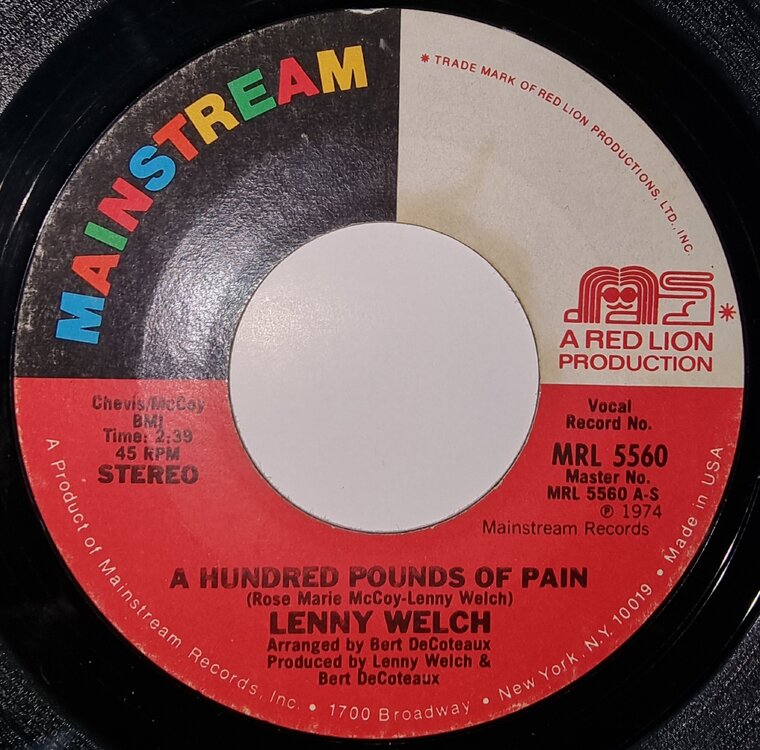 MAINSTREAM
* TRADE MARK OF RED LION PRODUCTIONS, LTD., INC.
MS *
A RED LION
PRODUCTION
Chevis/McCoy
BMI
Time: 2:39
45 RPM
STEREO
Vocal
Record No.
MRL 5560
Master No.
MRL 5560 A-S
℗ 1974
Mainstream Records
A HUNDRED POUNDS OF PAIN
(Rose Marie McCoy-Lenny Welch)
LENNY WELCH
Arranged by Bert DeCoteaux
Produced by Lenny Welch &
Bert DeCoteaux
A Product of Mainstream Records, Inc. • 1700 Broadway • New York, N.Y. 10019 • Made in USA